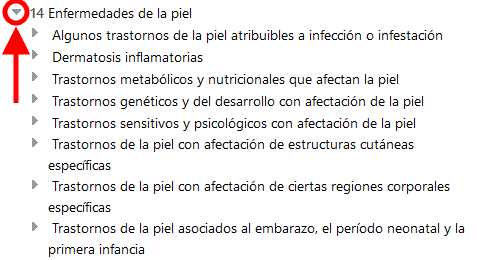 14 Enfermedades de la piel
Algunos trastornos de la piel atribuibles a infección o infestación
Dermatosis inflamatorias
Trastornos metabólicos y nutricionales que afectan la piel
Trastornos genéticos y del desarrollo con afectación de la piel
Trastornos sensitivos y psicológicos con afectación de la piel
Trastornos de la piel con afectación de estructuras cutáneas
específicas
Trastornos de la piel con afectación de ciertas regiones corporales
específicas
Trastornos de la piel asociados al embarazo, el período neonatal y la
primera infancia